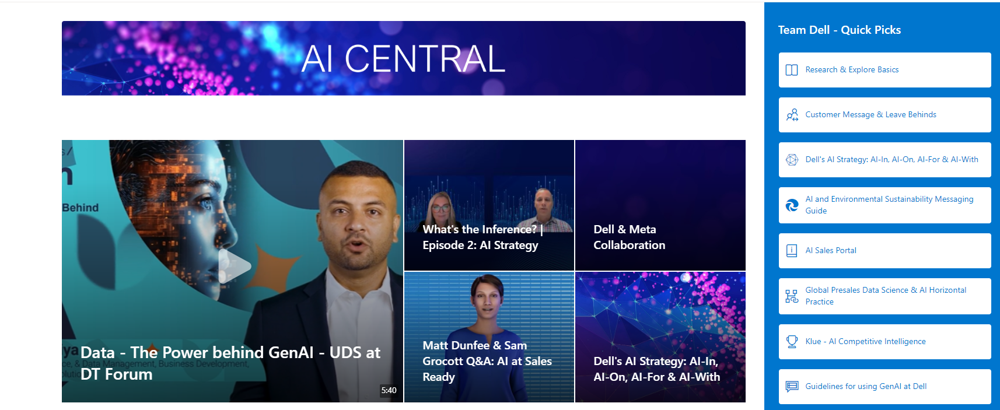 AI CENTRAL
Behind
Data - The Power behind GenAI - UDS at
DT Forum
ce, & Data Management, Business Development,
5:40
What's the Inference? |
Episode 2: AI Strategy
Dell & Meta
Collaboration
Matt Dunfee & Sam
Grocott Q&A: AI at Sales
Ready
Dell's AI Strategy: AI-In,
AI-On, AI-For & AI-With
Team Dell - Quick Picks
Research & Explore Basics
Customer Message & Leave Behinds
Dell's AI Strategy: AI-In, AI-On, AI-For & AI-With
AI and Environmental Sustainability Messaging
Guide
AI Sales Portal
Global Presales Data Science & AI Horizontal
Practice
Klue - AI Competitive Intelligence
Guidelines for using GenAI at Dell